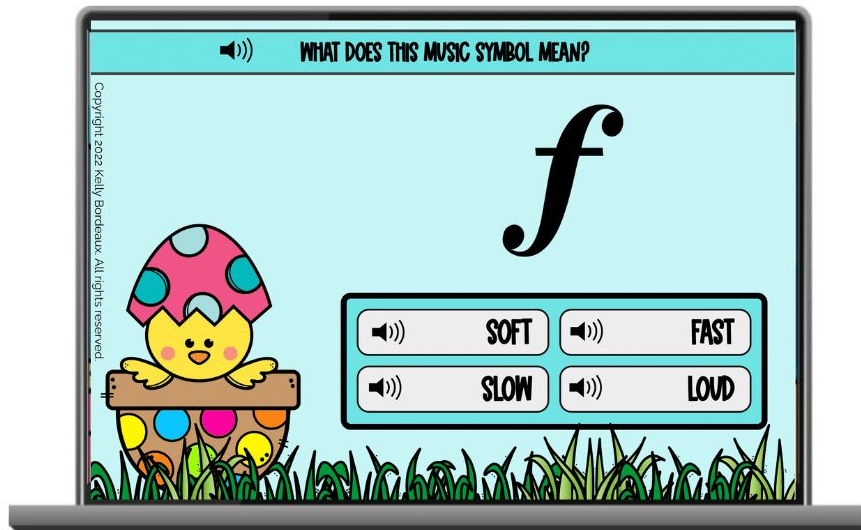 WHAT DOES THIS MUSIC SYMBOL MEAN?
f
SOFT
FAST
SLOW
LOUD
Copyright 2022 Kelly Bordeaux. All rights reserved.